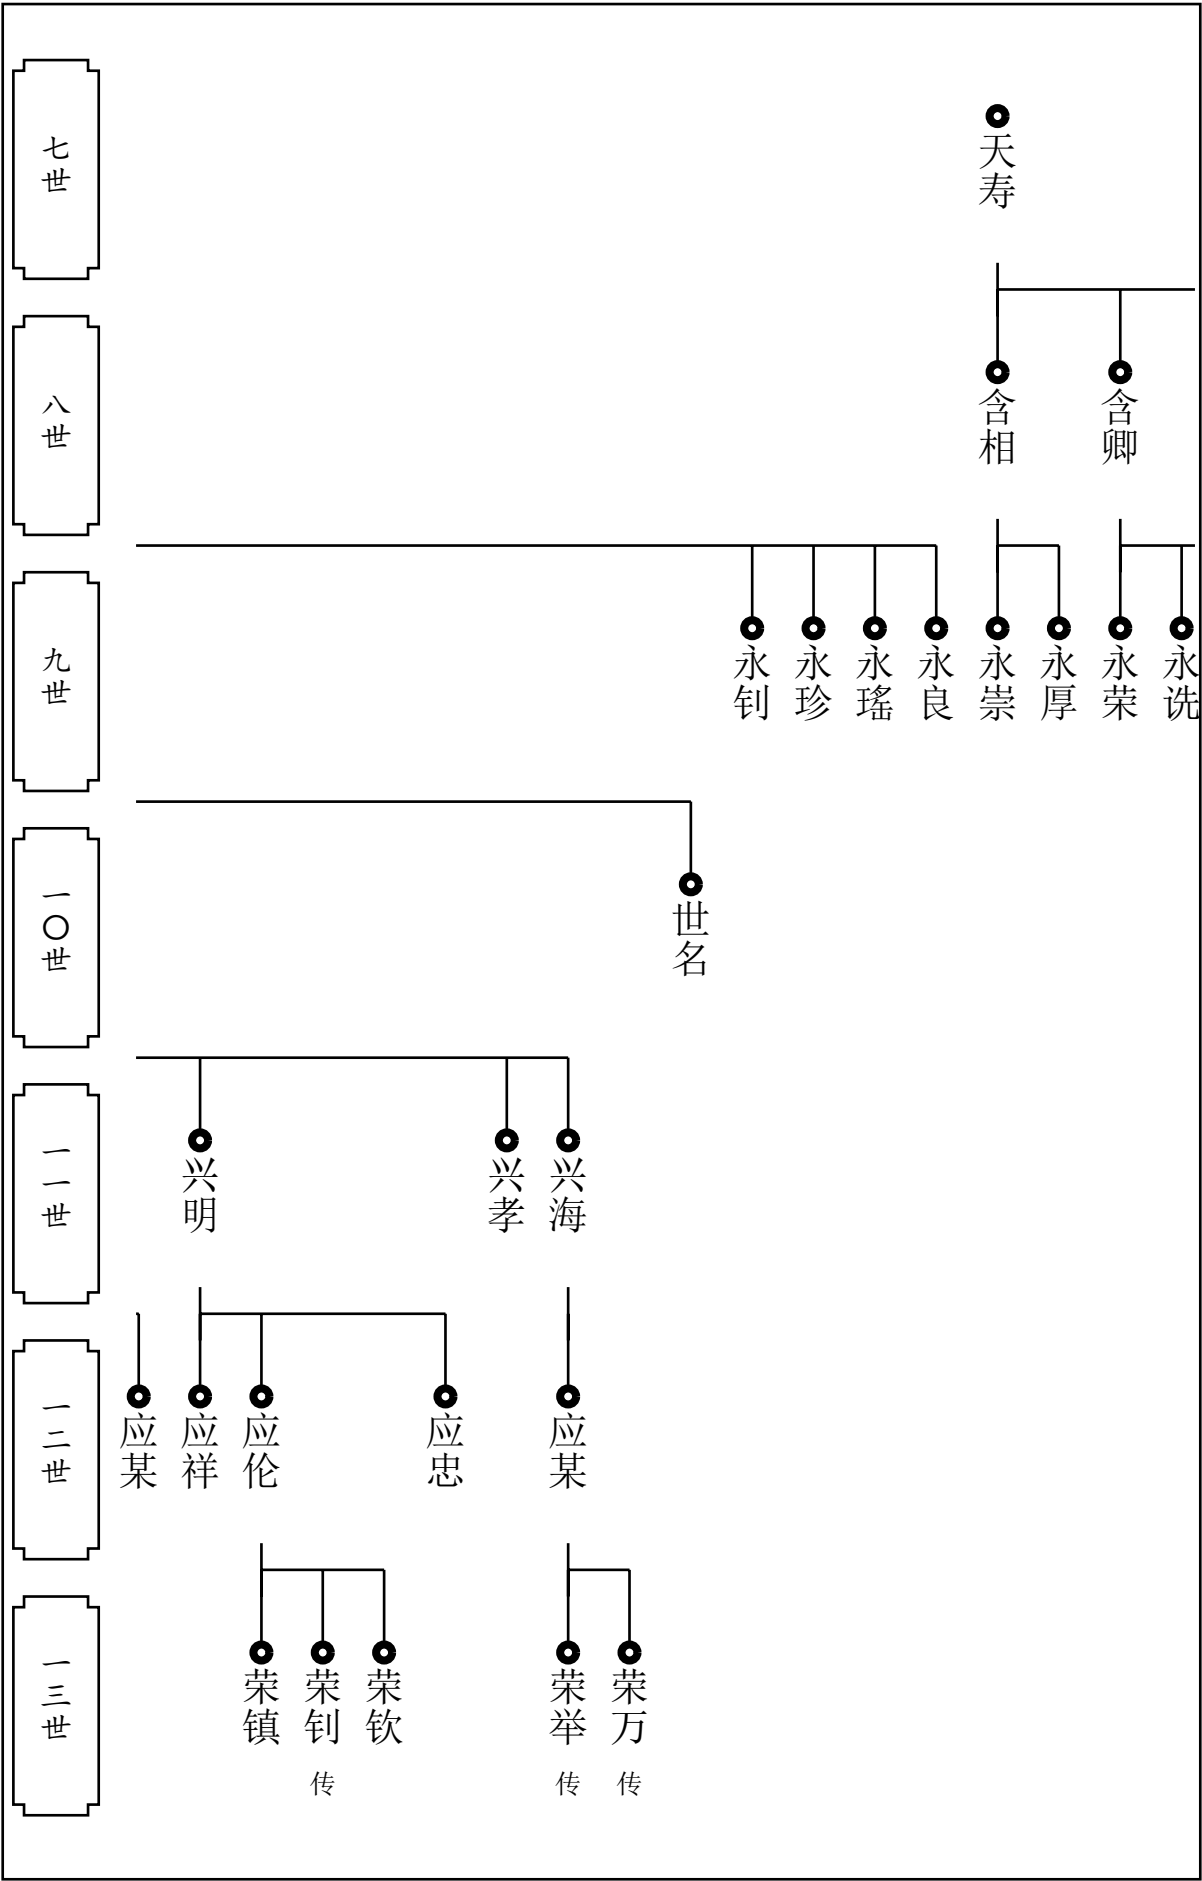 七世
天寿
八世
含卿
含相
九世
永诜
永荣
永厚
永崇
永良
永瑤
永珍
永钊
一〇世
世名
一一世
兴海
兴孝
兴明
一二世
应某
应忠
应伦
应祥
应某
一三世
荣万
传
荣举
传
荣钦
荣钊
传
荣镇